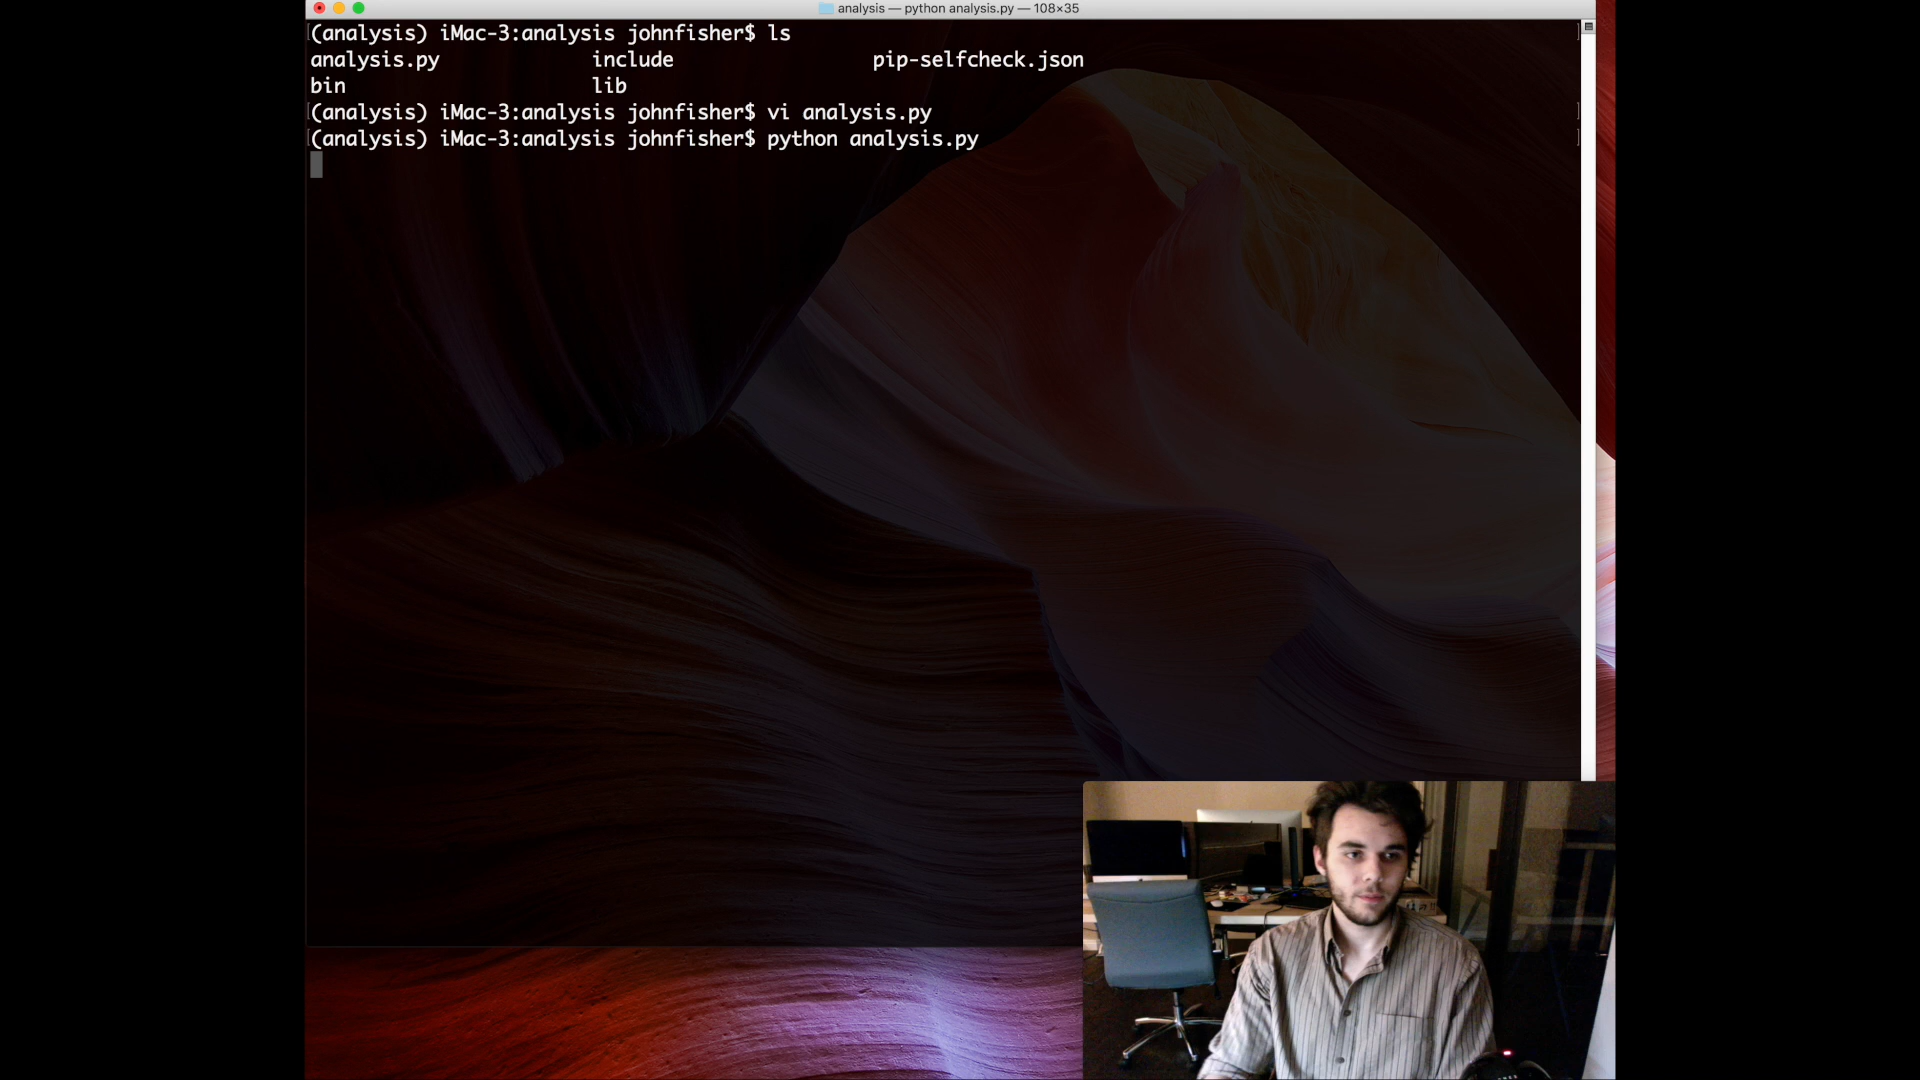 analysis — python analysis.py — 108×35
(analysis) iMac-3:analysis johnfisher$ ls
analysis.py include pip-selfcheck.json
bin lib
(analysis) iMac-3:analysis johnfisher$ vi analysis.py
(analysis) iMac-3:analysis johnfisher$ python analysis.py